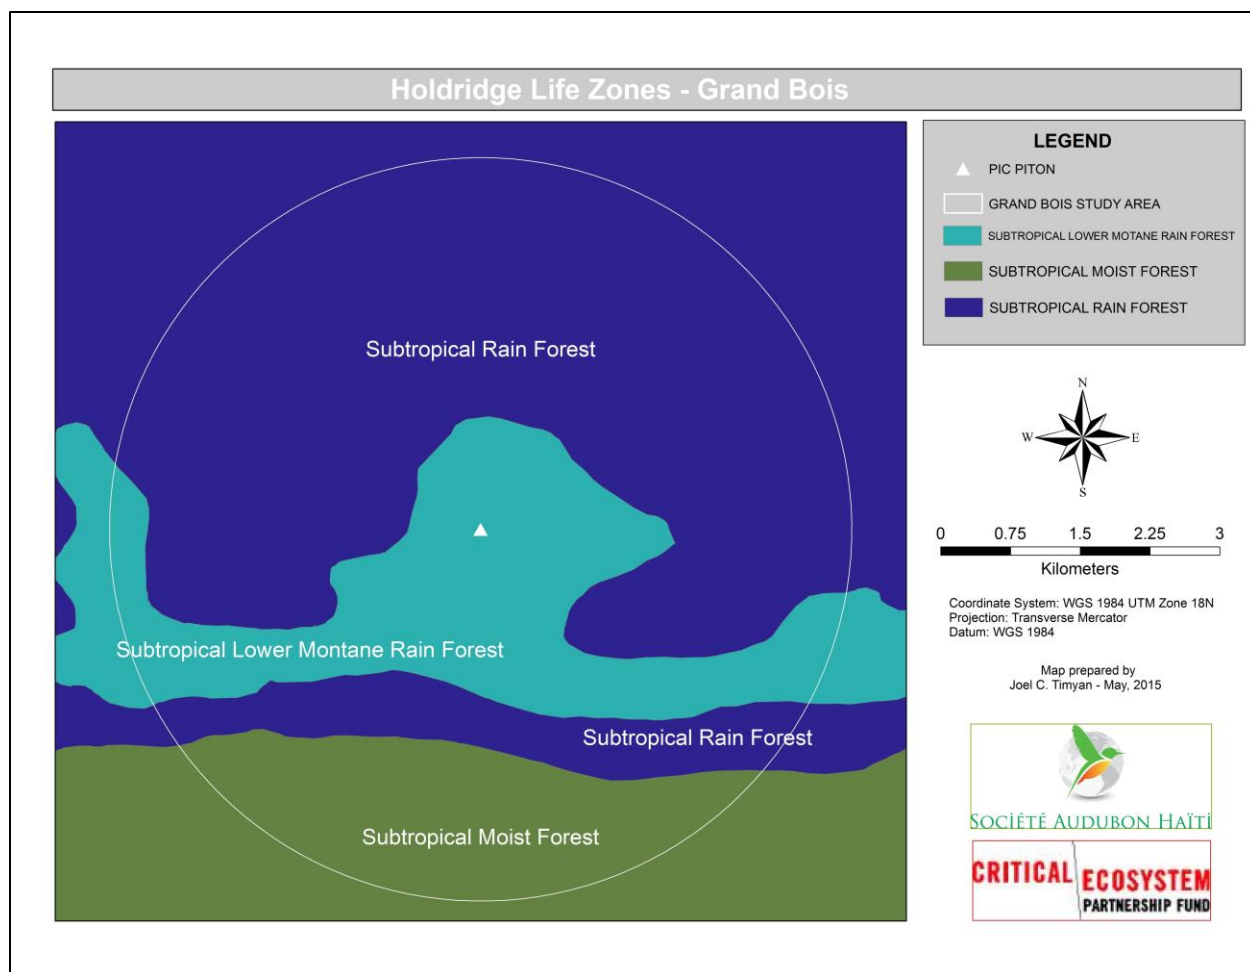 Holdridge Life Zones - Grand Bois
LEGEND
PIC PITON
GRAND BOIS STUDY AREA
SUBTROPICAL LOWER MOTANE RAIN FOREST
SUBTROPICAL MOIST FOREST
SUBTROPICAL RAIN FOREST
Subtropical Rain Forest
Subtropical Lower Montane Rain Forest
Subtropical Rain Forest
Subtropical Moist Forest
N
W E
S
0 0.75 1.5 2.25 3
Kilometers
Coordinate System: WGS 1984 UTM Zone 18N
Projection: Transverse Mercator
Datum: WGS 1984
Map prepared by
Joel C. Timyan - May, 2015
SOCIÉTÉ AUDUBON HAÏTI
CRITICAL ECOSYSTEM
PARTNERSHIP FUND